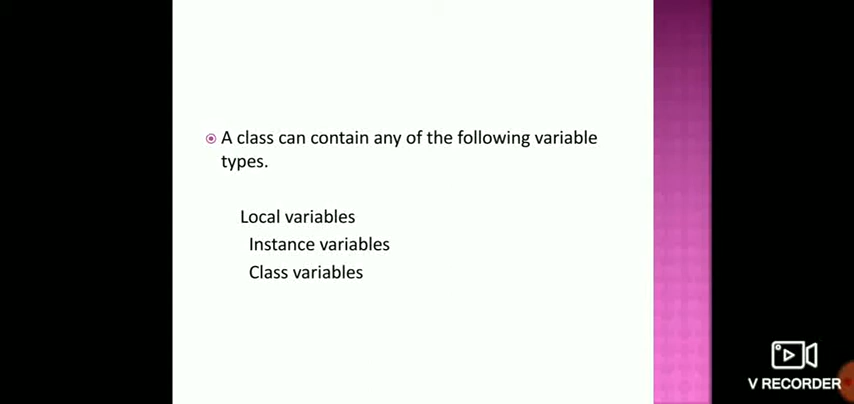 A class can contain any of the following variable
types.
Local variables
Instance variables
Class variables
V RECORDER